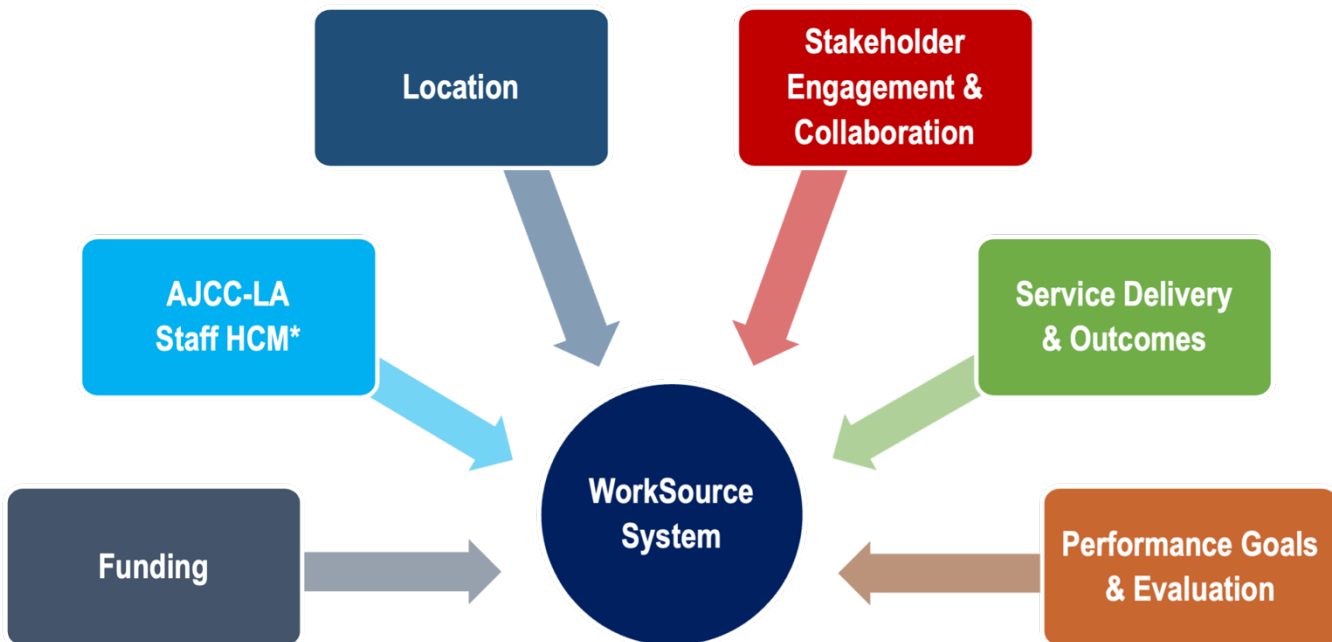 Location
Stakeholder
Engagement &
Collaboration
AJCC-LA
Staff HCM*
Service Delivery
& Outcomes
Funding
WorkSource
System
Performance Goals
& Evaluation